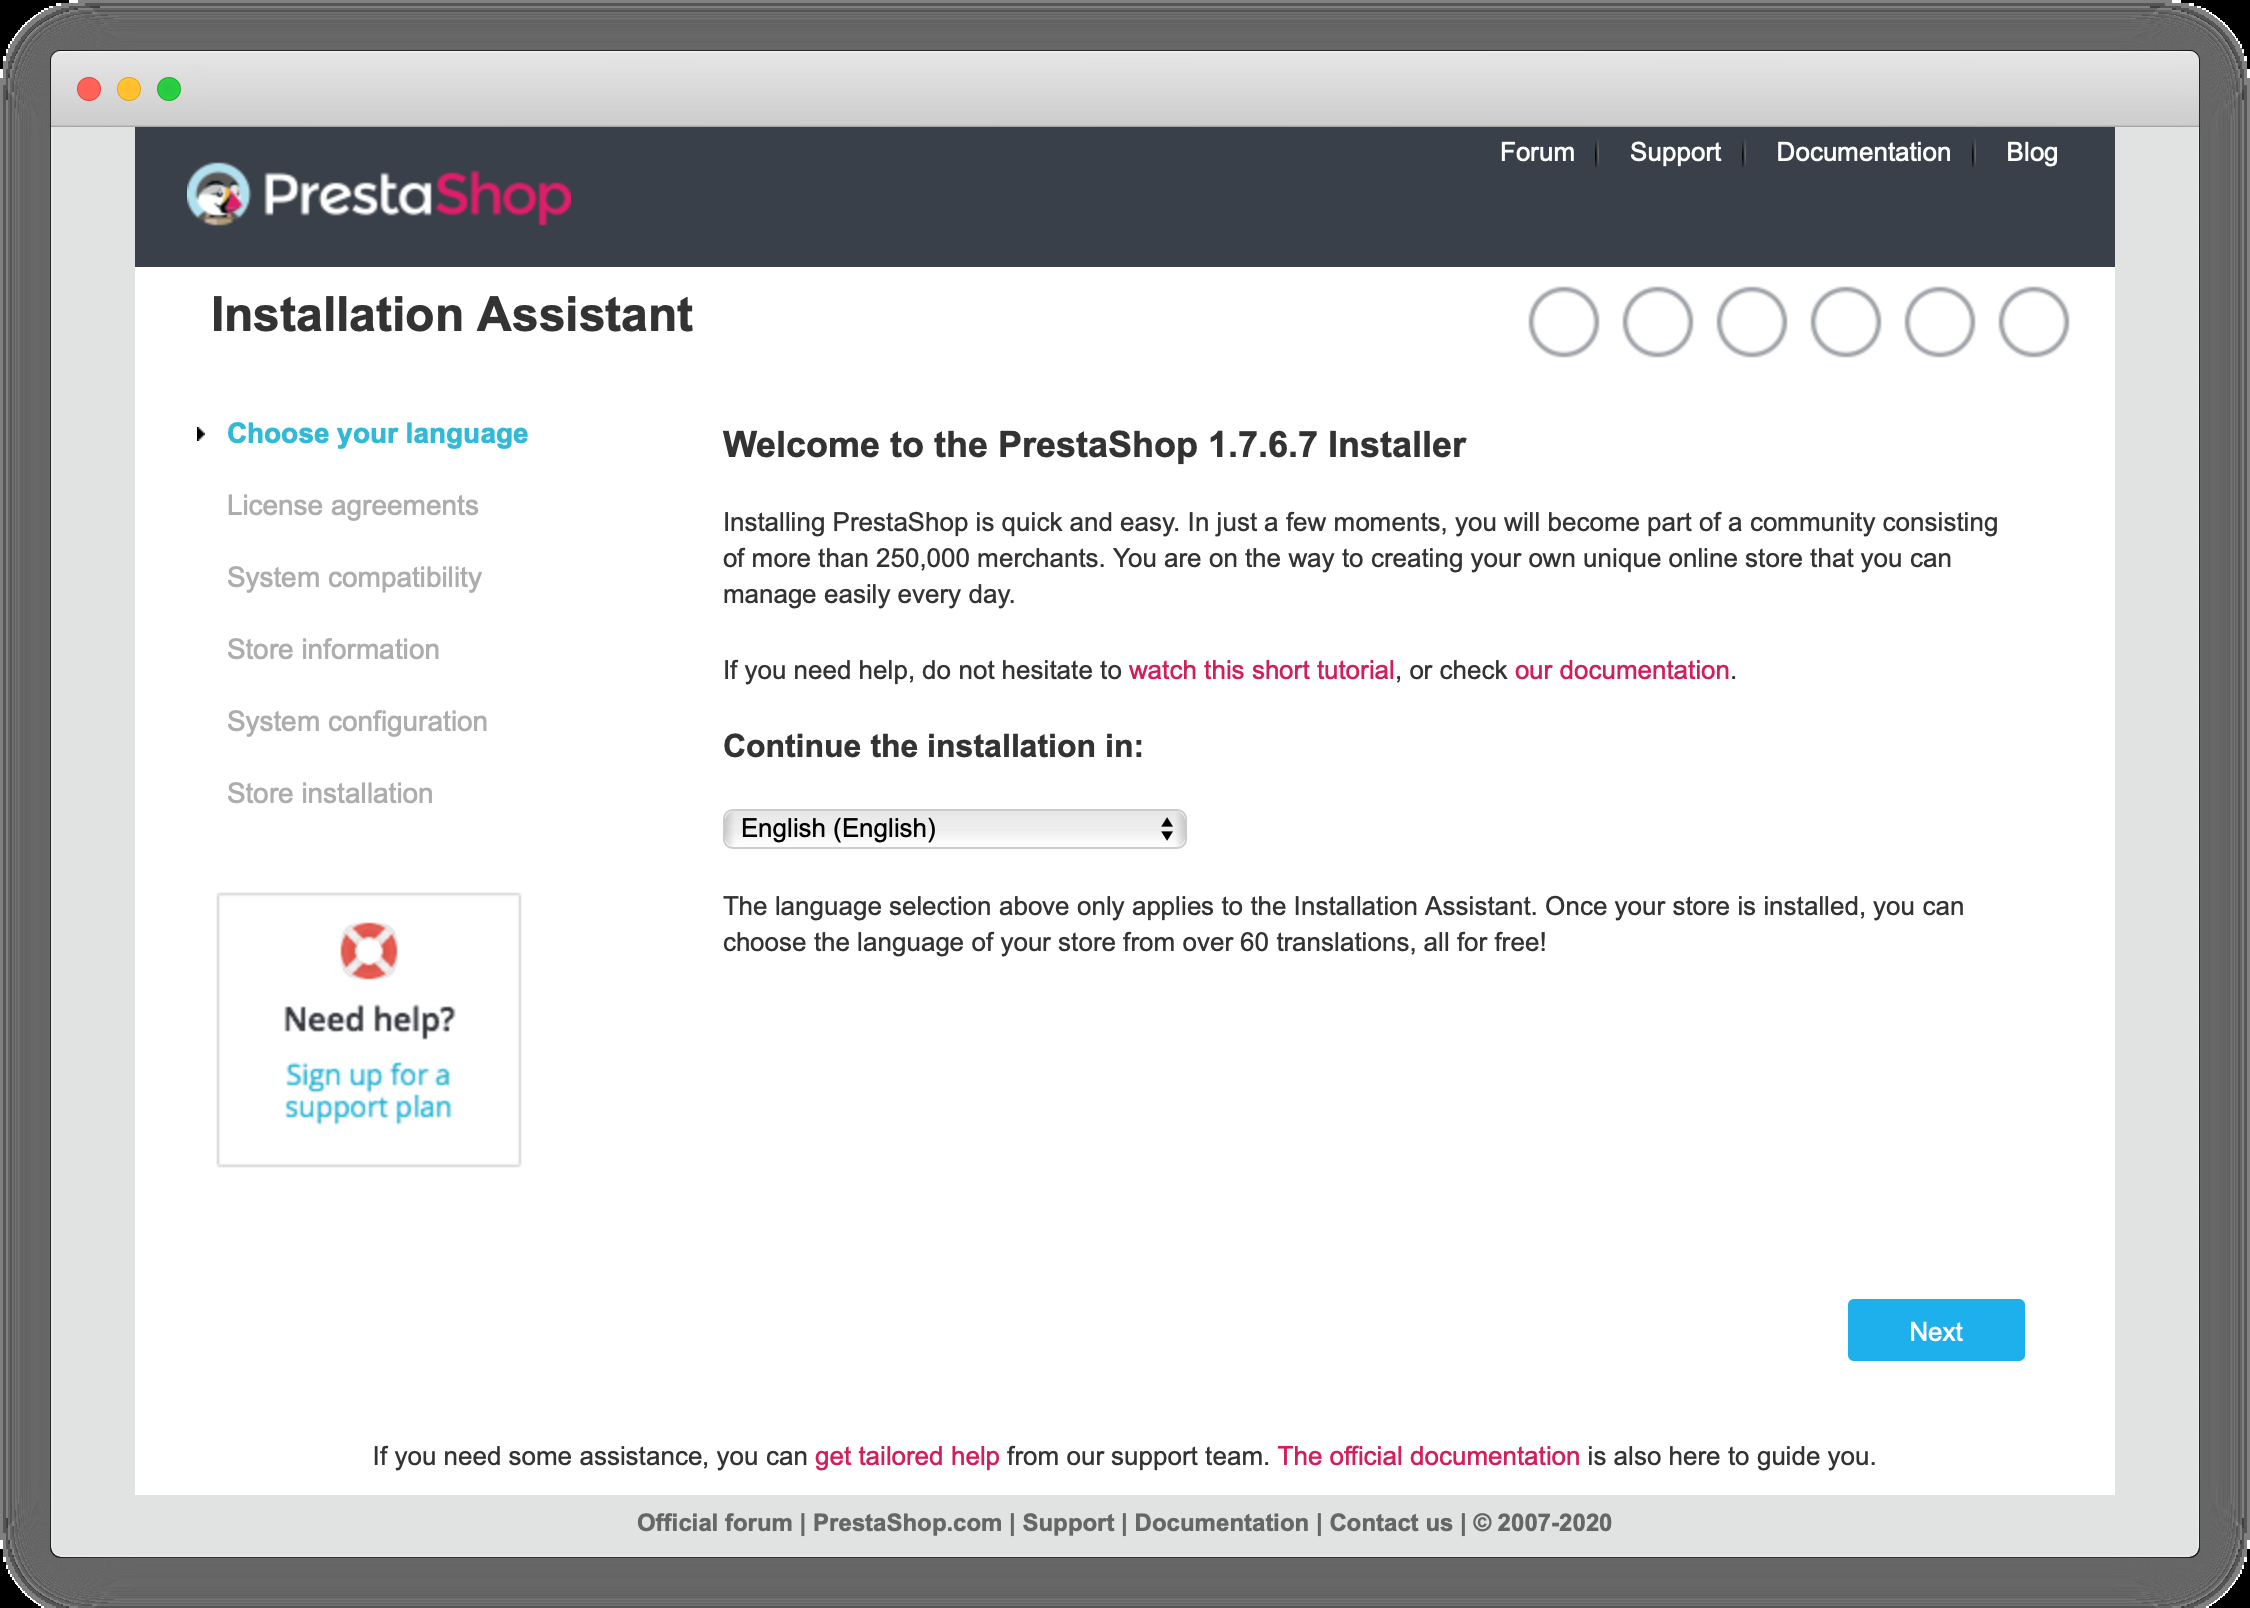 PrestaShop
Forum
Support
Documentation
Blog
Installation Assistant
Choose your language
License agreements
System compatibility
Store information
System configuration
Store installation
Need help?
Sign up for a
support plan
Welcome to the PrestaShop 1.7.6.7 Installer
Installing PrestaShop is quick and easy. In just a few moments, you will become part of a community consisting
of more than 250,000 merchants. You are on the way to creating your own unique online store that you can
manage easily every day.
If you need help, do not hesitate to watch this short tutorial, or check our documentation.
Continue the installation in:
English (English)
The language selection above only applies to the Installation Assistant. Once your store is installed, you can
choose the language of your store from over 60 translations, all for free!
Next
If you need some assistance, you can get tailored help from our support team. The official documentation is also here to guide you.
Official forum | PrestaShop.com | Support | Documentation | Contact us | © 2007-2020